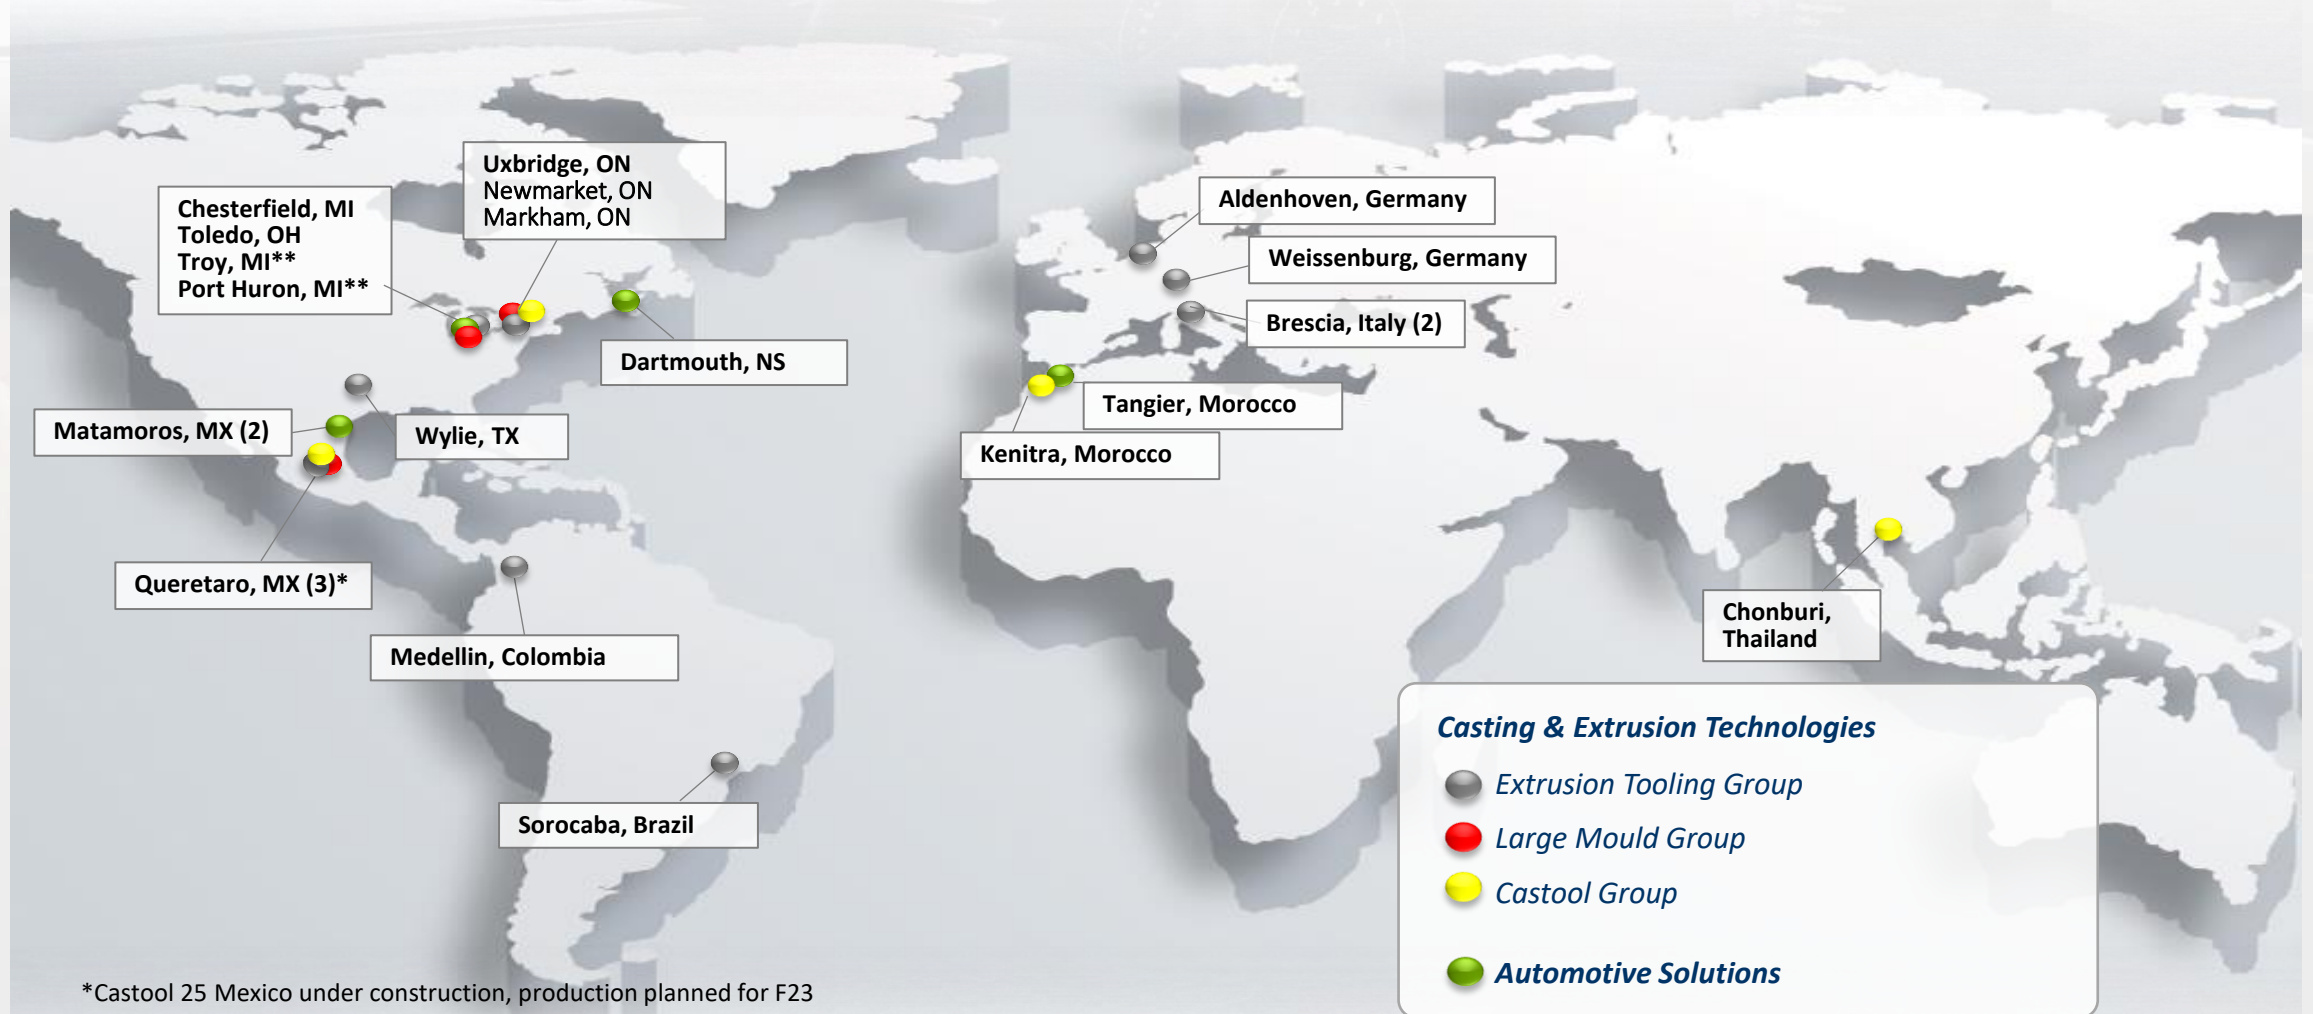 Uxbridge, ON
Newmarket, ON
Markham, ON
Chesterfield, MI
Toledo, OH
Troy, MI**
Port Huron, MI**
Aldenhoven, Germany
Weissenburg, Germany
Brescia, Italy (2)
Dartmouth, NS
Tangier, Morocco
Matamoros, MX (2)
Wylie, TX
Kenitra, Morocco
Queretaro, MX (3)*
Chonburi,
Thailand
Medellin, Colombia
Sorocaba, Brazil
Casting & Extrusion Technologies
Extrusion Tooling Group
Large Mould Group
Castool Group
Automotive Solutions
*Castool 25 Mexico under construction, production planned for F23